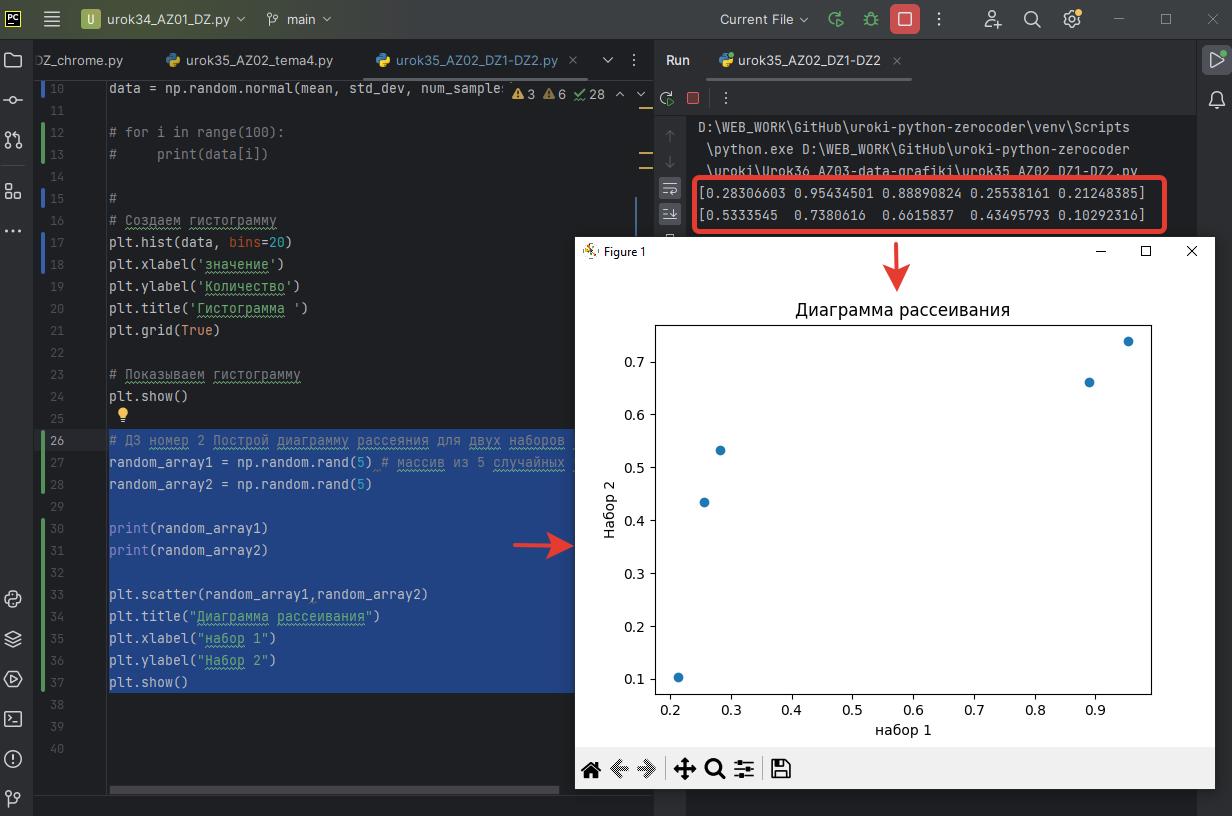 PC
U urok34_AZ01_DZ.py main Current File
DZ_chrome.py urok35_AZ02_tema4.py urok35_AZ02_DZ1-DZ2.py
Run urok35_AZ02_DZ1-DZ2
3 6 28
10 data = np.random.normal(mean, std_dev, num_samples
11
12 # for i in range(100):
13 #     print(data[i])
14
15 #
16 # Создаем гистограмму
17 plt.hist(data, bins=20)
18 plt.xlabel('значение')
19 plt.ylabel('Количество')
20 plt.title('Гистограмма ')
21 plt.grid(True)
22
23 # Показываем гистограмму
24 plt.show()
25
26 # ДЗ номер 2 Построй диаграмму рассеяния для двух наборов
27 random_array1 = np.random.rand(5) # массив из 5 случайных
28 random_array2 = np.random.rand(5)
29
30 print(random_array1)
31 print(random_array2)
32
33 plt.scatter(random_array1,random_array2)
34 plt.title("Диаграмма рассеивания")
35 plt.xlabel("набор 1")
36 plt.ylabel("Набор 2")
37 plt.show()
38
39
40
D:\WEB_WORK\GitHub\uroki-python-zerocoder\venv\Scripts
\python.exe D:\WEB_WORK\GitHub\uroki-python-zerocoder
\uroki\Urok36_AZ03-data-grafiki\urok35_AZ02_DZ1-DZ2.py
[0.28306603 0.95434501 0.88890824 0.25538161 0.21248385]
[0.5333545  0.7380616  0.6615837  0.43495793 0.10292316]
Figure 1
Диаграмма рассеивания
0.7
0.6
0.5
0.4
0.3
0.2
0.1
Набор 2
0.2 0.3 0.4 0.5 0.6 0.7 0.8 0.9
набор 1